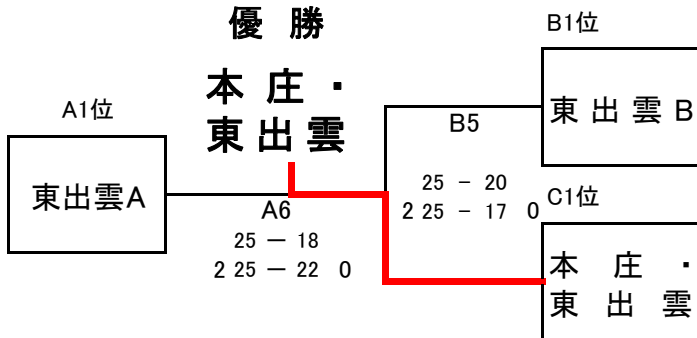 優 勝
本 庄 ・
東 出 雲
A1位
東出雲A
A6
25 － 18
2 25 － 22 0
B5
25 － 20
2 25 － 17 0
B1位
東 出 雲 B
C1位
本 庄 ・
東 出 雲